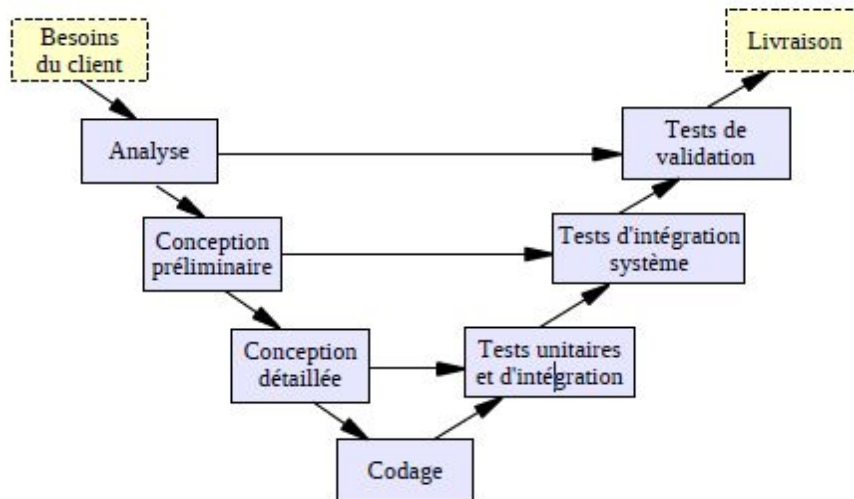 Besoins
du client
Livraison
Analyse
Tests de
validation
Conception
préliminaire
Tests d'intégration
système
Conception
détaillée
Tests unitaires
et d'intégration
Codage